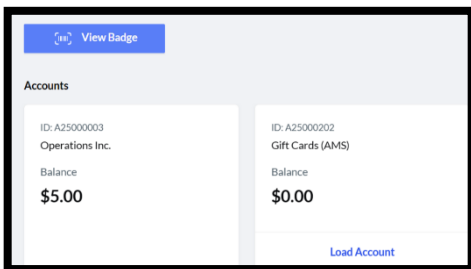 View Badge
Accounts
ID: A25000003
Operations Inc.
Balance
$5.00
ID: A25000202
Gift Cards (AMS)
Balance
$0.00
Load Account